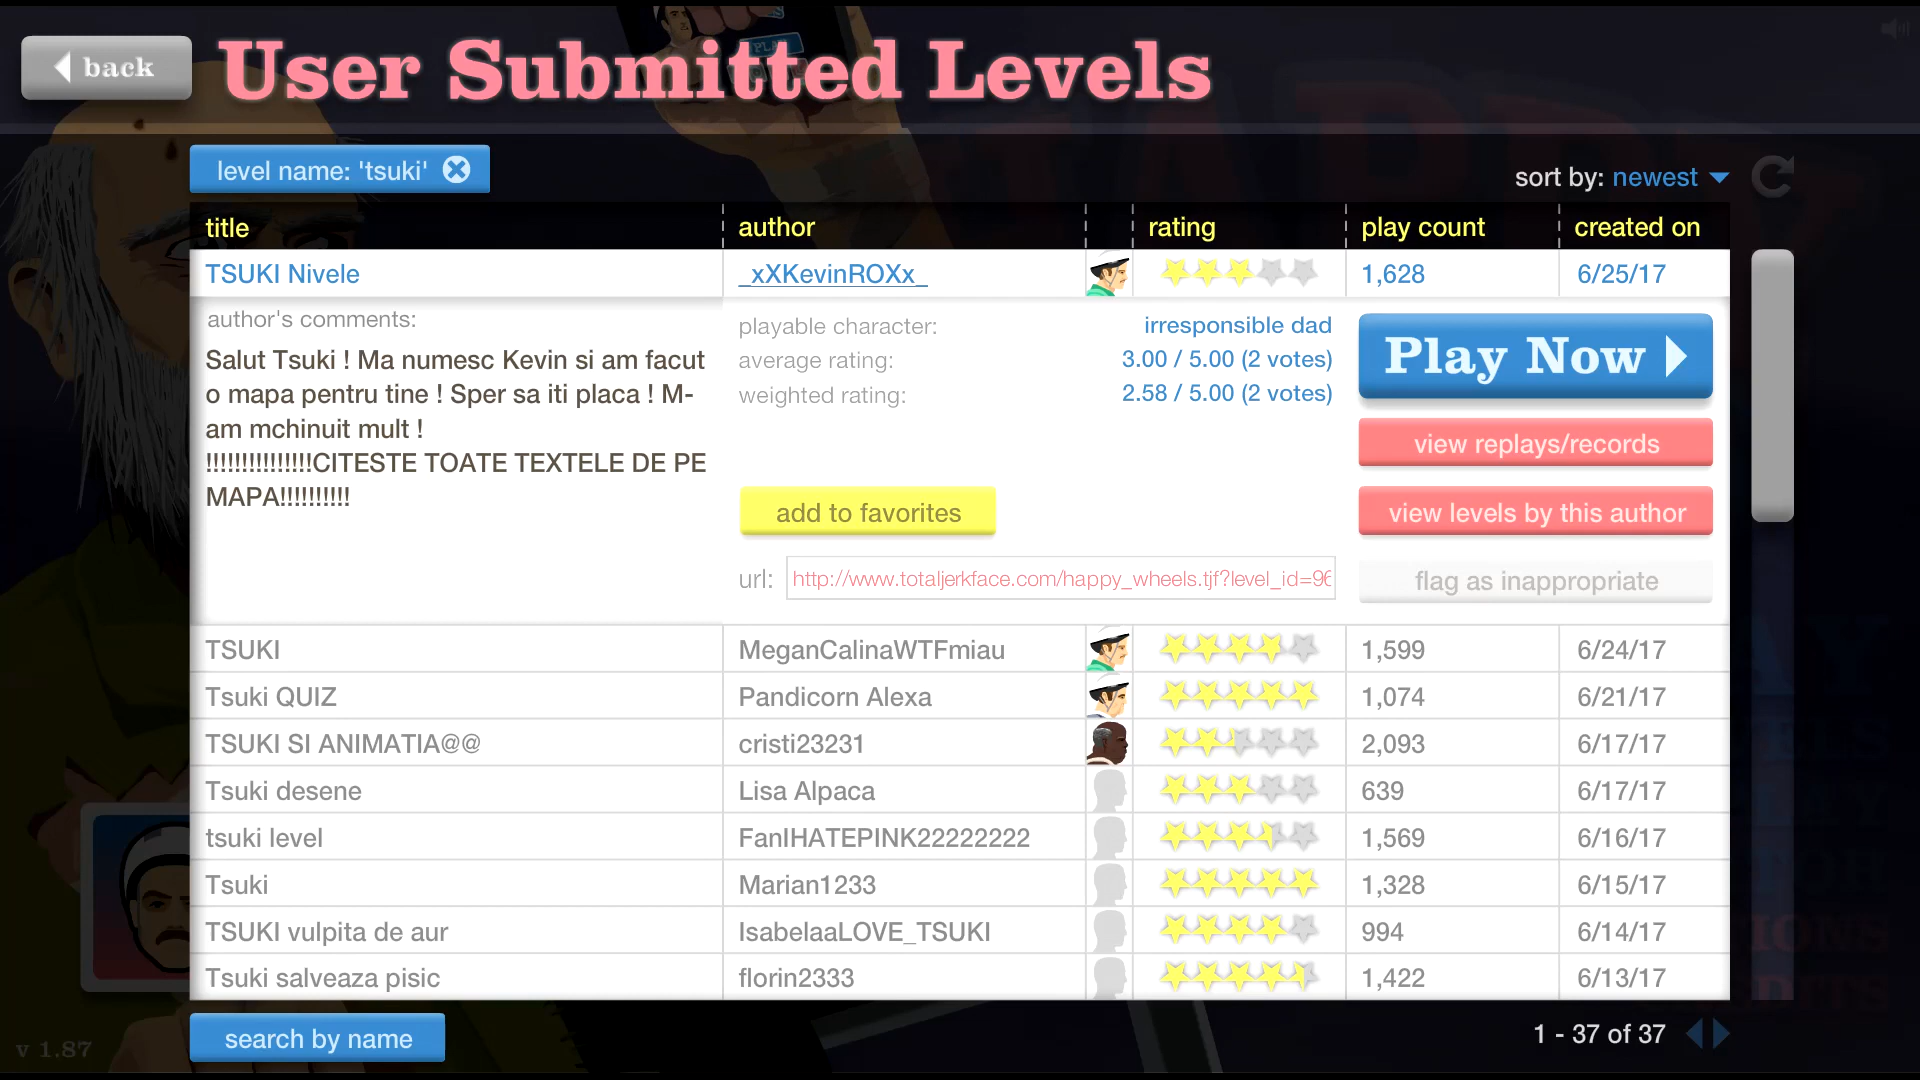 back
User Submitted Levels
level name: 'tsuki'
sort by: newest
title author rating play count created on
TSUKI Nivele _xXKevinROXx_ 1,628 6/25/17
author's comments:
Salut Tsuki ! Ma numesc Kevin si am facut
o mapa pentru tine ! Sper sa iti placa ! M-
am mchinuit mult !
!!!!!!!!!!!!!!!CITESTE TOATE TEXTELE DE PE
MAPA!!!!!!!!!!
playable character: irresponsible dad
average rating: 3.00 / 5.00 (2 votes)
weighted rating: 2.58 / 5.00 (2 votes)
add to favorites
url: http://www.totaljerkface.com/happy_wheels.tjf?level_id=96
Play Now
view replays/records
view levels by this author
flag as inappropriate
TSUKI MeganCalinaWTFmiau 1,599 6/24/17
Tsuki QUIZ Pandicorn Alexa 1,074 6/21/17
TSUKI SI ANIMATIA@@ cristi23231 2,093 6/17/17
Tsuki desene Lisa Alpaca 639 6/17/17
tsuki level FanIHATEPINK22222222 1,569 6/16/17
Tsuki Marian1233 1,328 6/15/17
TSUKI vulpita de aur IsabelaaLOVE_TSUKI 994 6/14/17
Tsuki salveaza pisic florin2333 1,422 6/13/17
search by name
1 - 37 of 37
v 1.87